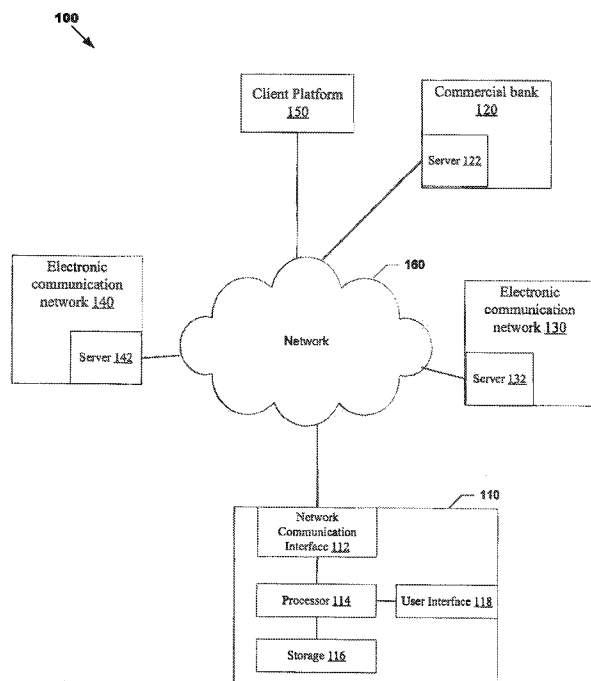 100
Client Platform
150
Commercial bank
120
Server 122
160
Electronic
communication
network 140
Server 142
Network
Electronic
communication
network 130
Server 132
110
Network
Communication
Interface 112
Processor 114
User Interface 118
Storage 116